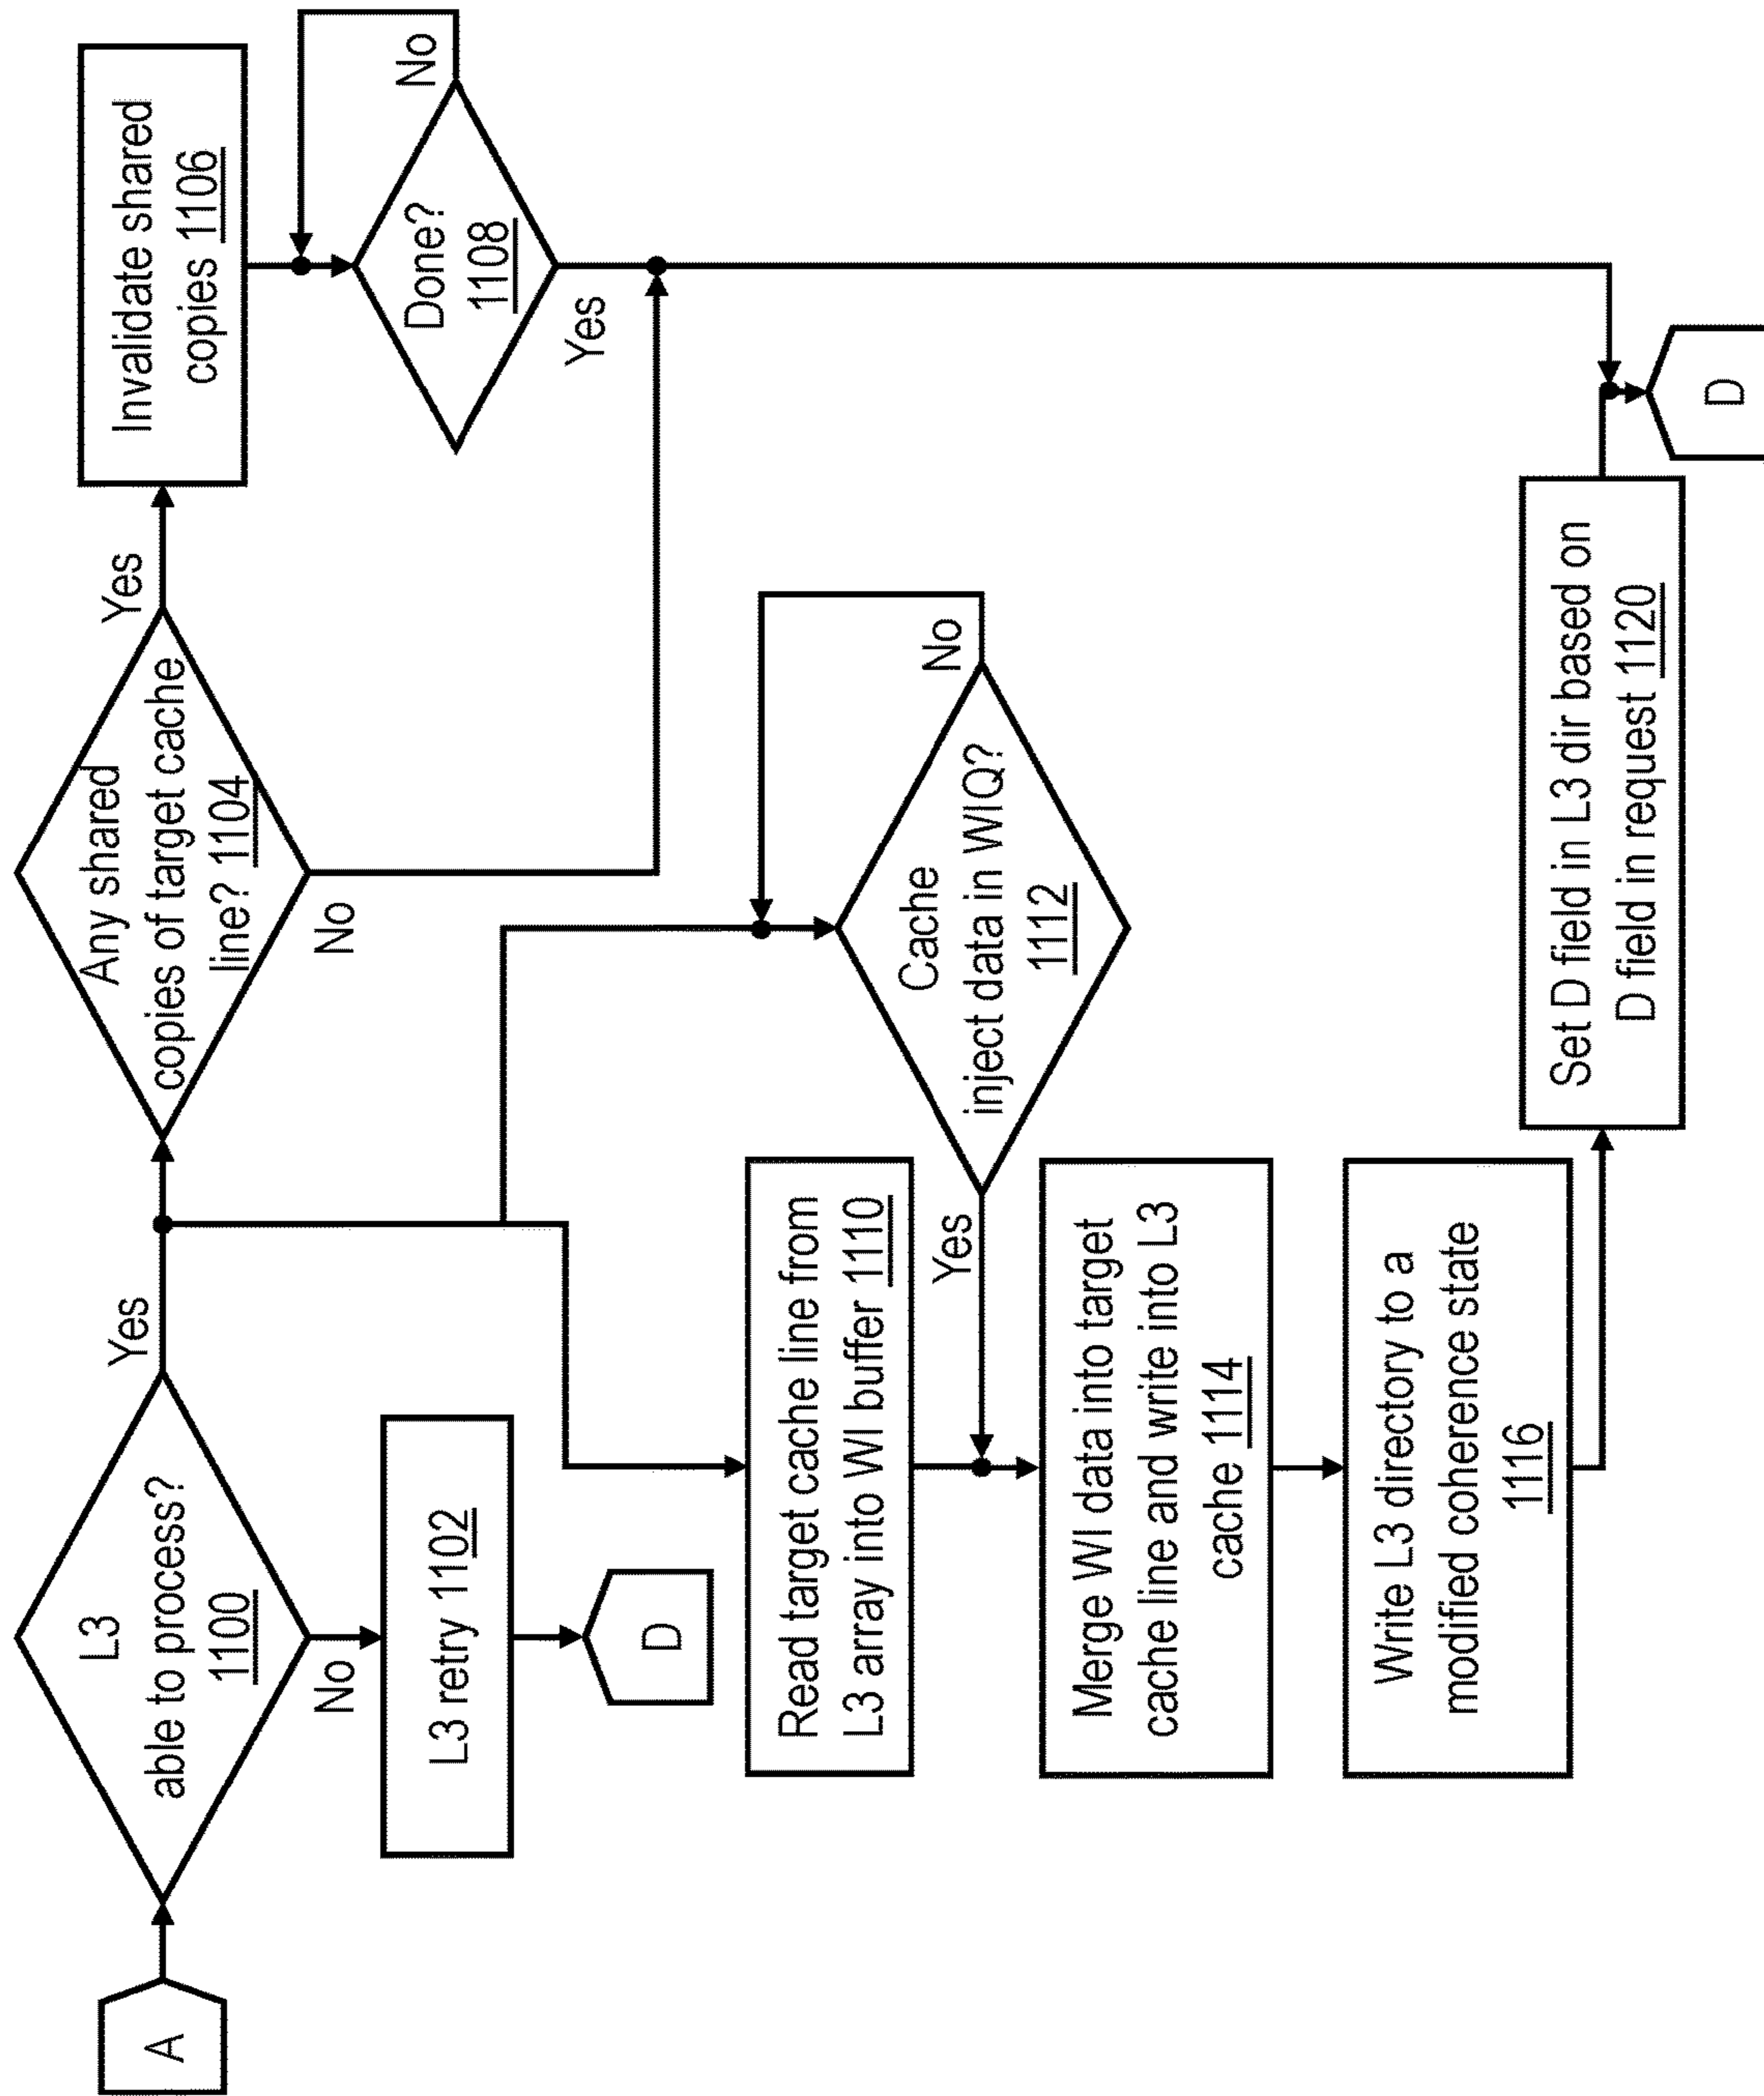 A
L3
able to process?
1100
Yes
No
L3 retry 1102
D
Any shared
copies of target cache
line? 1104
Yes
No
Invalidate shared
copies 1106
Done?
1108
No
Yes
Read target cache line from
L3 array into WI buffer 1110
Cache
inject data in WIQ?
1112
No
Yes
Merge WI data into target
cache line and write into L3
cache 1114
Write L3 directory to a
modified coherence state
1116
Set D field in L3 dir based on
D field in request 1120
D